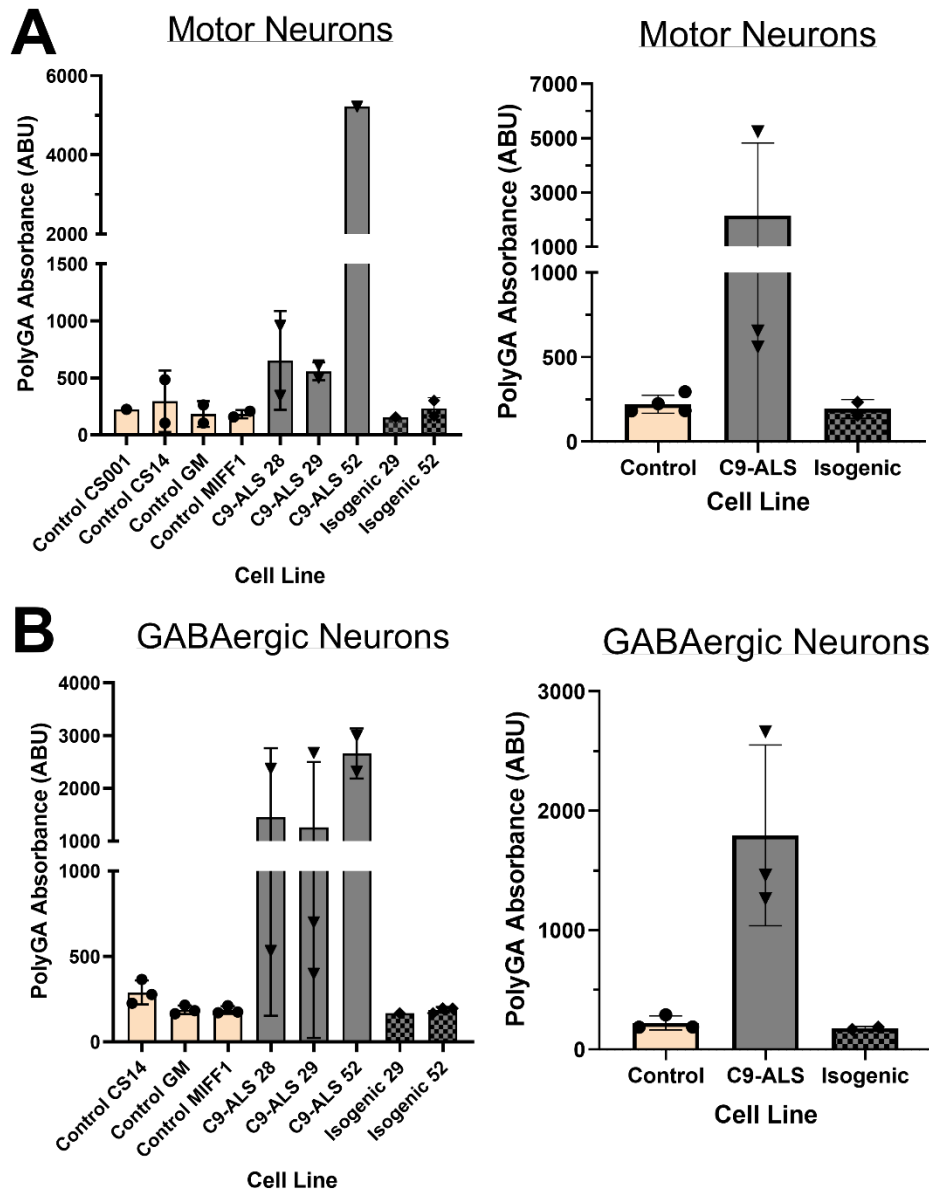 A
Motor Neurons
PolyGA Absorbance (ABU)
6000
4000
2000
1500
1000
500
0
Control CS001
Control CS14
Control GM
Control MIFF1
C9-ALS 28
C9-ALS 29
C9-ALS 52
Isogenic 29
Isogenic 52
Cell Line
Motor Neurons
PolyGA Absorbance (ABU)
7000
5000
3000
1000
1000
500
0
Control
C9-ALS
Isogenic
Cell Line
B
GABAergic Neurons
PolyGA Absorbance (ABU)
4000
3000
2000
1000
1000
500
0
Control CS14
Control GM
Control MIFF1
C9-ALS 28
C9-ALS 29
C9-ALS 52
Isogenic 29
Isogenic 52
Cell Line
GABAergic Neurons
PolyGA Absorbance (ABU)
3000
2000
1000
0
Control
C9-ALS
Isogenic
Cell Line